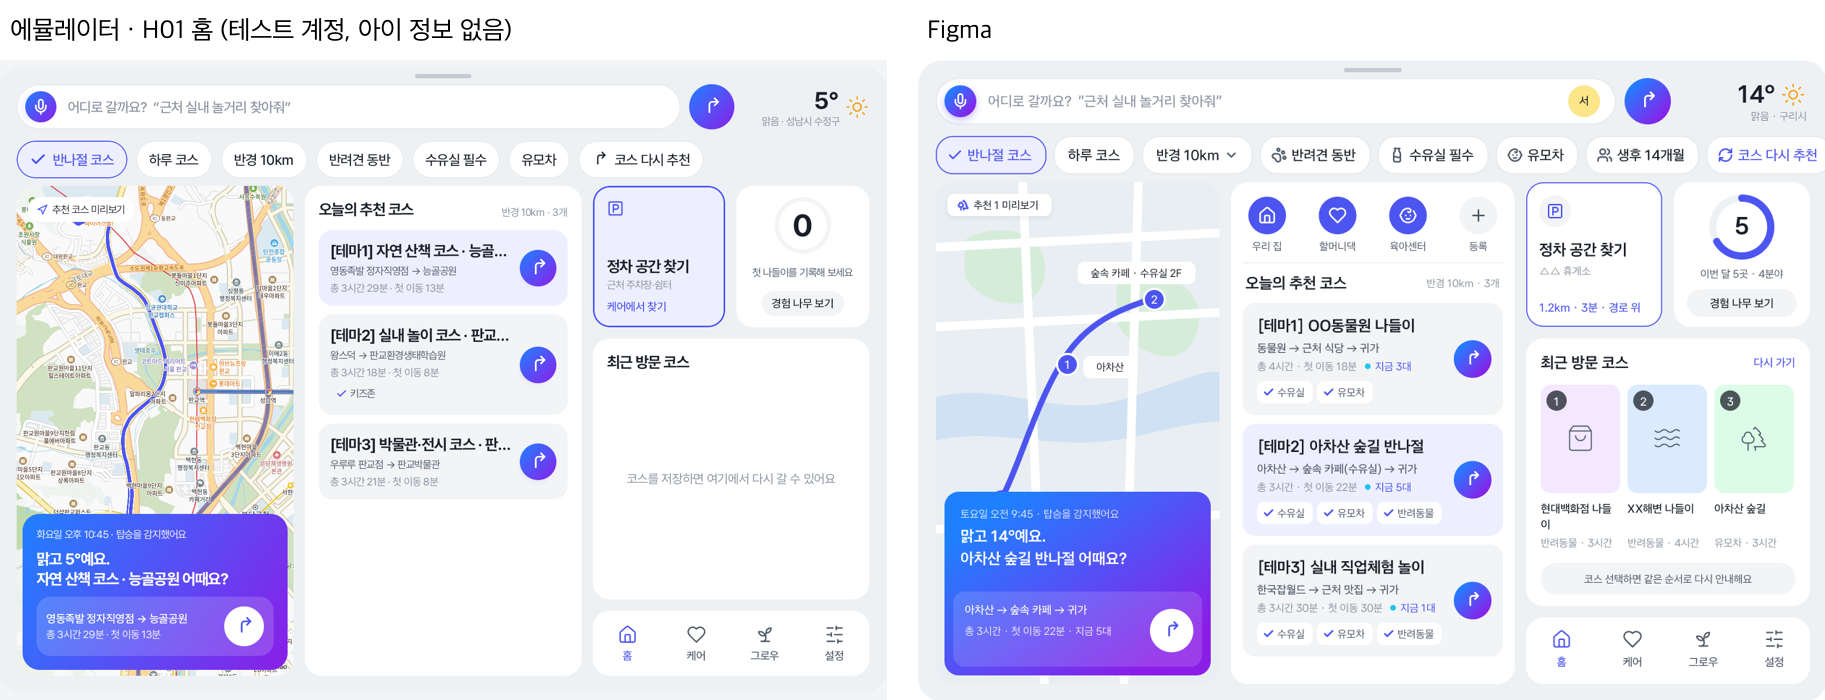 에뮬레이터 · H01 홈 (테스트 계정, 아이 정보 없음)
어디로 갈까요? “근처 실내 놀거리 찾아줘”
5°
맑음 · 성남시 수정구
반나절 코스
하루 코스
반경 10km
반려견 동반
수유실 필수
유모차
코스 다시 추천
추천 코스 미리보기
화요일 오후 10:45 · 탑승을 감지했어요
맑고 5°예요.
자연 산책 코스 · 능골공원 어때요?
영동족발 정자직영점 → 능골공원
총 3시간 29분 · 첫 이동 13분
오늘의 추천 코스
반경 10km · 3개
[테마1] 자연 산책 코스 · 능골...
영동족발 정자직영점 → 능골공원
총 3시간 29분 · 첫 이동 13분
[테마2] 실내 놀이 코스 · 판교...
왕스덕 → 판교환경생태학습원
총 3시간 18분 · 첫 이동 8분
키즈존
[테마3] 박물관·전시 코스 · 판...
우루루 판교점 → 판교박물관
총 3시간 21분 · 첫 이동 8분
P
정차 공간 찾기
근처 주차장·쉼터
케어에서 찾기
0
첫 나들이를 기록해 보세요
경험 나무 보기
최근 방문 코스
코스를 저장하면 여기에서 다시 갈 수 있어요
홈
케어
그로우
설정
Figma
어디로 갈까요? “근처 실내 놀거리 찾아줘”
서
14°
맑음 · 구리시
반나절 코스
하루 코스
반경 10km
반려견 동반
수유실 필수
유모차
생후 14개월
코스 다시 추천
추천 1 미리보기
숲속 카페 · 수유실 2F
2
1
아차산
토요일 오전 9:45 · 탑승을 감지했어요
맑고 14°예요.
아차산 숲길 반나절 어때요?
아차산 → 숲속 카페 → 귀가
총 3시간 · 첫 이동 22분 · 지금 5대
우리 집
할머니댁
육아센터
등록
오늘의 추천 코스
반경 10km · 3개
[테마1] OO동물원 나들이
동물원 → 근처 식당 → 귀가
총 4시간 · 첫 이동 18분
지금 3대
수유실
유모차
[테마2] 아차산 숲길 반나절
아차산 → 숲속 카페(수유실) → 귀가
총 3시간 · 첫 이동 22분
지금 5대
수유실
유모차
반려동물
[테마3] 실내 직업체험 놀이
한국잡월드 → 근처 맛집 → 귀가
총 3시간 30분 · 첫 이동 30분
지금 1대
수유실
유모차
반려동물
P
정차 공간 찾기
△△ 휴게소
1.2km · 3분 · 경로 위
5
이번 달 5곳 · 4분야
경험 나무 보기
최근 방문 코스
다시 가기
1
2
3
현대백화점 나들
이
반려동물 · 3시간
XX해변 나들이
반려동물 · 4시간
아차산 숲길
유모차 · 3시간
코스 선택하면 같은 순서로 다시 안내해요
홈
케어
그로우
설정